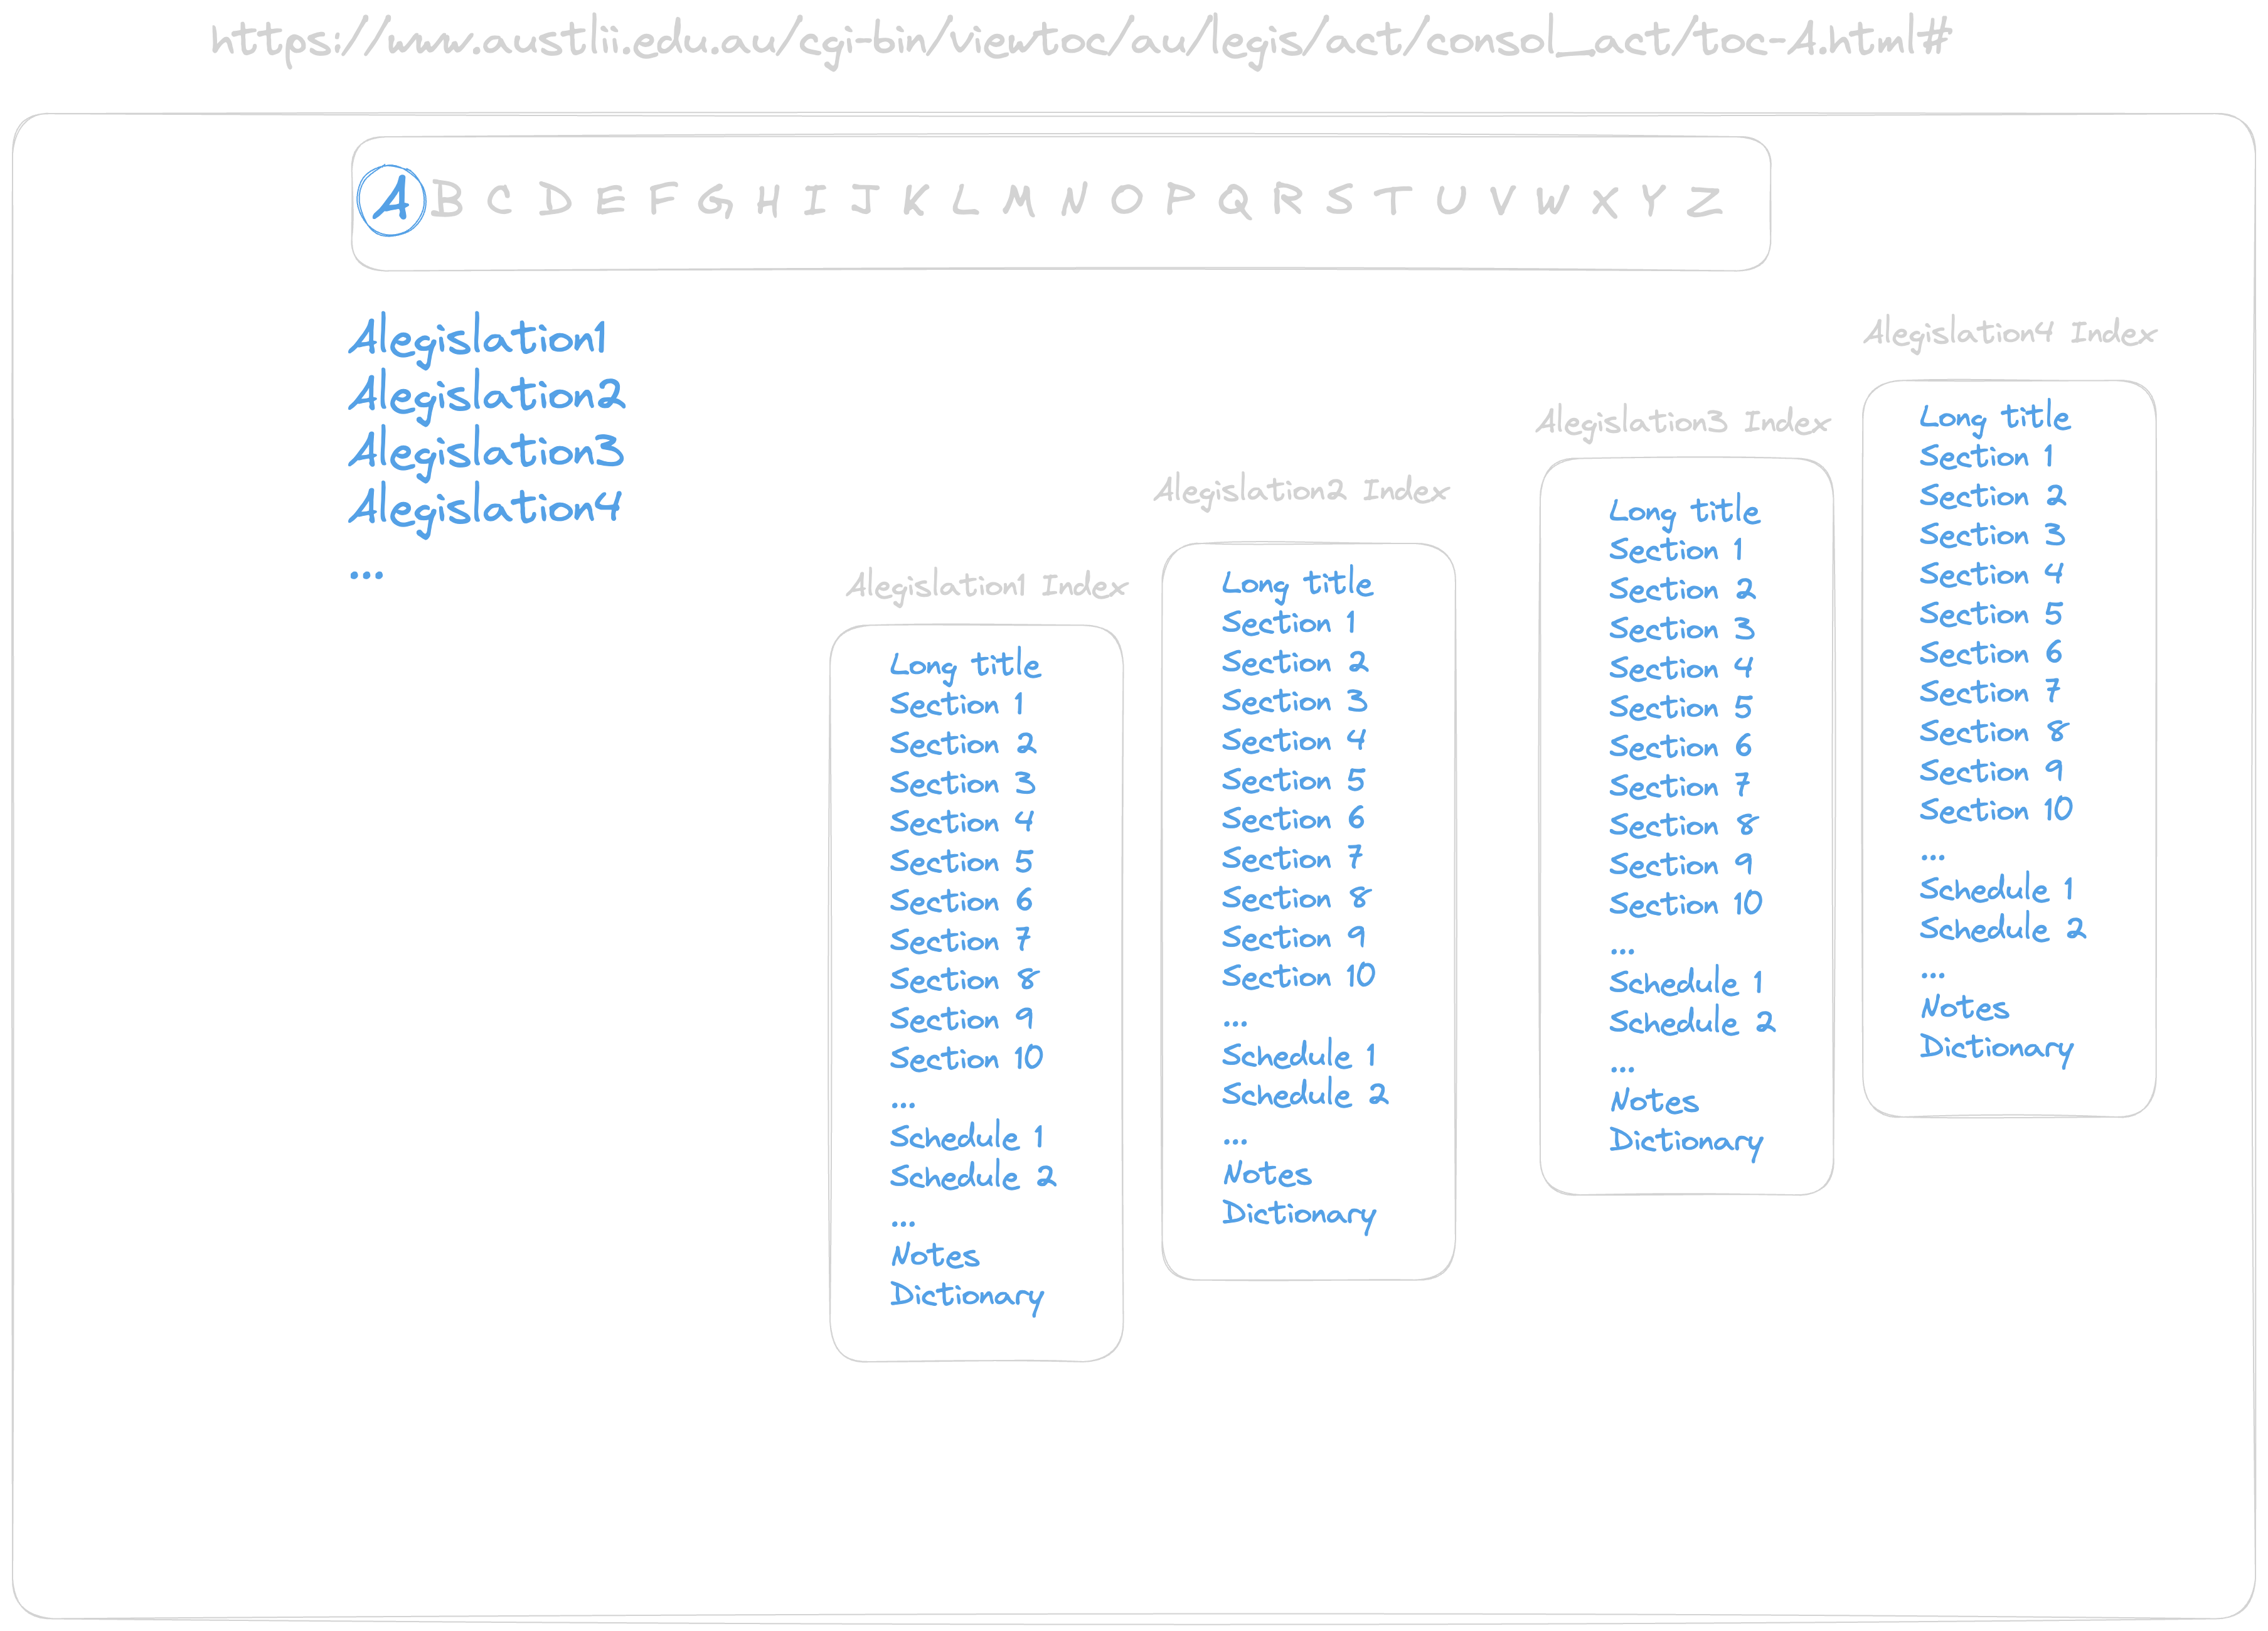 https://www.austlii.edu.au/cgi-bin/viewtoc/au/legis/act/consol_act/toc-A.html#
A B C D E F G H I J K L M N O P Q R S T U V W X Y Z
Alegislation1
Alegislation2
Alegislation3
Alegislation4
...
Alegislation1 Index
Long title
Section 1
Section 2
Section 3
Section 4
Section 5
Section 6
Section 7
Section 8
Section 9
Section 10
...
Schedule 1
Schedule 2
...
Notes
Dictionary
Alegislation2 Index
Long title
Section 1
Section 2
Section 3
Section 4
Section 5
Section 6
Section 7
Section 8
Section 9
Section 10
...
Schedule 1
Schedule 2
...
Notes
Dictionary
Alegislation3 Index
Long title
Section 1
Section 2
Section 3
Section 4
Section 5
Section 6
Section 7
Section 8
Section 9
Section 10
...
Schedule 1
Schedule 2
...
Notes
Dictionary
Alegislation4 Index
Long title
Section 1
Section 2
Section 3
Section 4
Section 5
Section 6
Section 7
Section 8
Section 9
Section 10
...
Schedule 1
Schedule 2
...
Notes
Dictionary